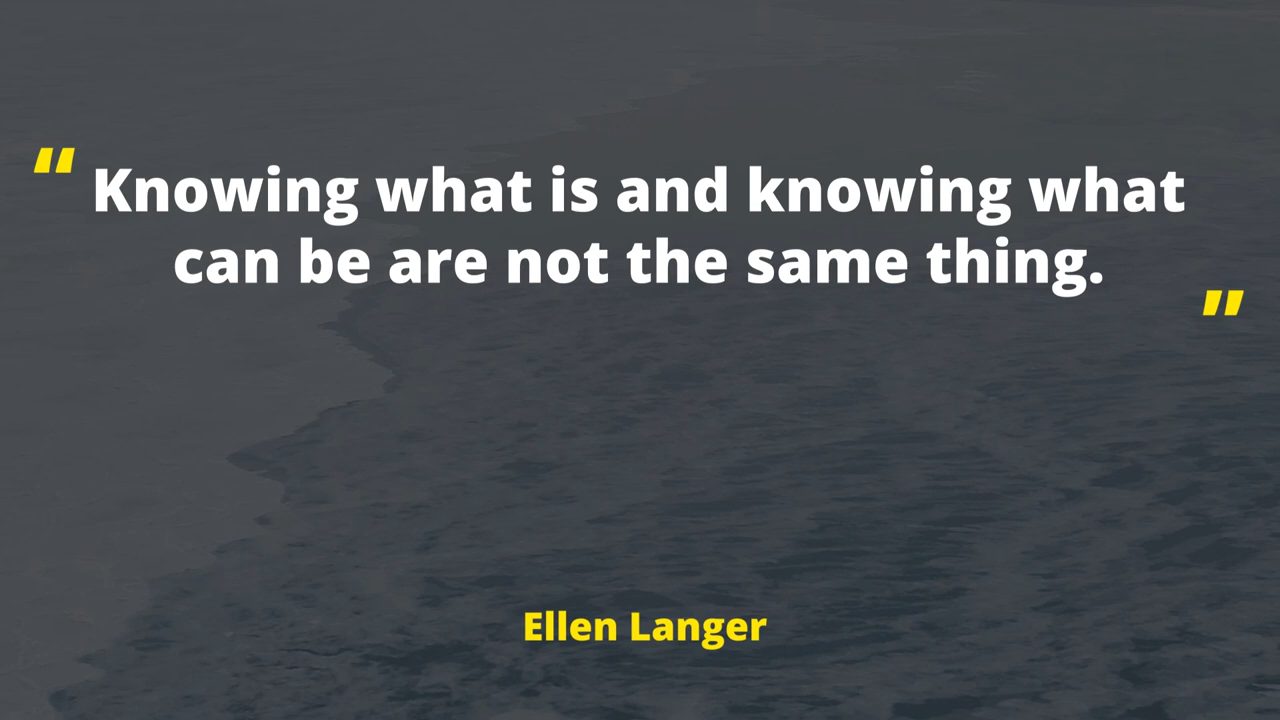 " Knowing what is and knowing what
can be are not the same thing. "
Ellen Langer